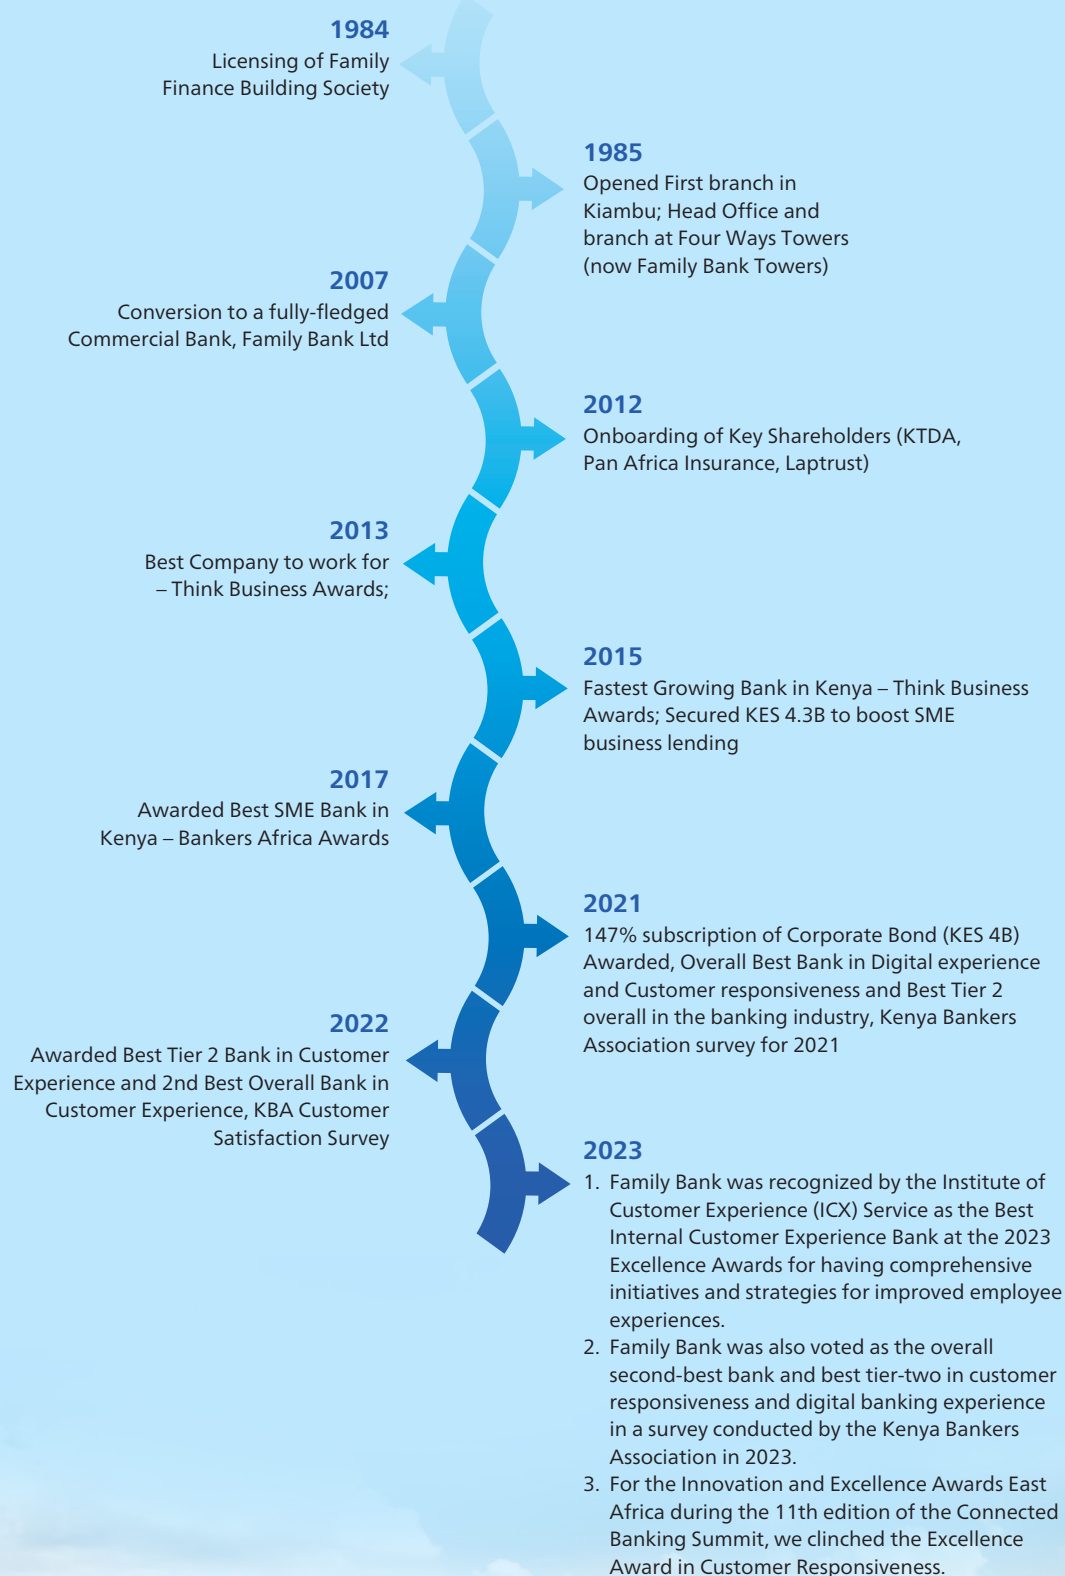 1984
Licensing of Family
Finance Building Society
1985
Opened First branch in
Kiambu; Head Office and
branch at Four Ways Towers
(now Family Bank Towers)
2007
Conversion to a fully-fledged
Commercial Bank, Family Bank Ltd
2012
Onboarding of Key Shareholders (KTDA,
Pan Africa Insurance, Laptrust)
2013
Best Company to work for
– Think Business Awards;
2015
Fastest Growing Bank in Kenya – Think Business
Awards; Secured KES 4.3B to boost SME
business lending
2017
Awarded Best SME Bank in
Kenya – Bankers Africa Awards
2021
147% subscription of Corporate Bond (KES 4B)
Awarded, Overall Best Bank in Digital experience
and Customer responsiveness and Best Tier 2
overall in the banking industry, Kenya Bankers
Association survey for 2021
2022
Awarded Best Tier 2 Bank in Customer
Experience and 2nd Best Overall Bank in
Customer Experience, KBA Customer
Satisfaction Survey
2023
1. Family Bank was recognized by the Institute of
Customer Experience (ICX) Service as the Best
Internal Customer Experience Bank at the 2023
Excellence Awards for having comprehensive
initiatives and strategies for improved employee
experiences.
2. Family Bank was also voted as the overall
second-best bank and best tier-two in customer
responsiveness and digital banking experience
in a survey conducted by the Kenya Bankers
Association in 2023.
3. For the Innovation and Excellence Awards East
Africa during the 11th edition of the Connected
Banking Summit, we clinched the Excellence
Award in Customer Responsiveness.